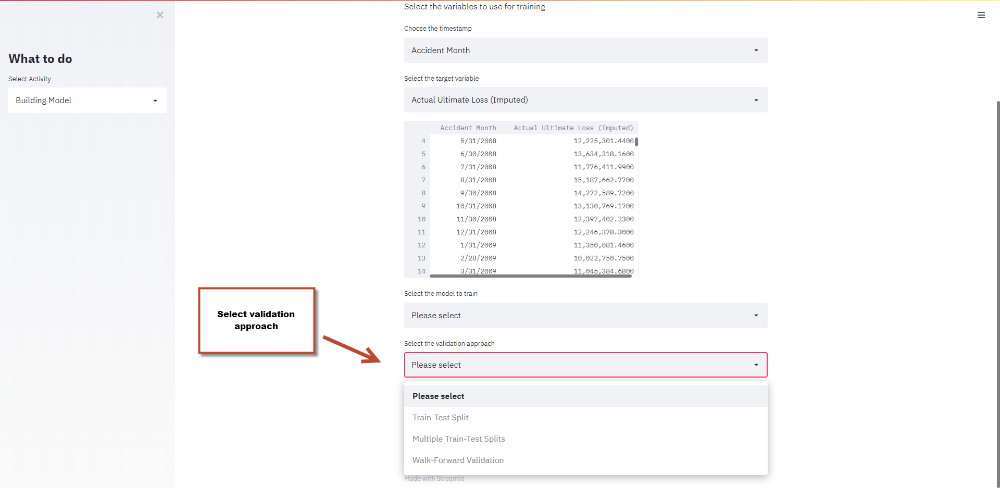 Select the variables to use for training
What to do
Select Activity
Building Model
Choose the timestamp
Accident Month
Select the target variable
Actual Ultimate Loss (Imputed)
Accident Month Actual Ultimate Loss (Imputed)
4 5/31/2008 12,225,301.4400
5 6/30/2008 13,634,318.1600
6 7/31/2008 11,776,411.9900
7 8/31/2008 15,187,662.7700
8 9/30/2008 14,272,589.7200
9 10/31/2008 13,130,769.1700
10 11/30/2008 12,397,402.2300
11 12/31/2008 12,246,378.3000
12 1/31/2009 11,350,081.4600
13 2/28/2009 10,022,750.7500
14 3/31/2009 11,045,384.6800
Select the model to train
Please select
Select validation
approach
Select the validation approach
Please select
Please select
Train-Test Split
Multiple Train-Test Splits
Walk-Forward Validation
Made with Streamlit